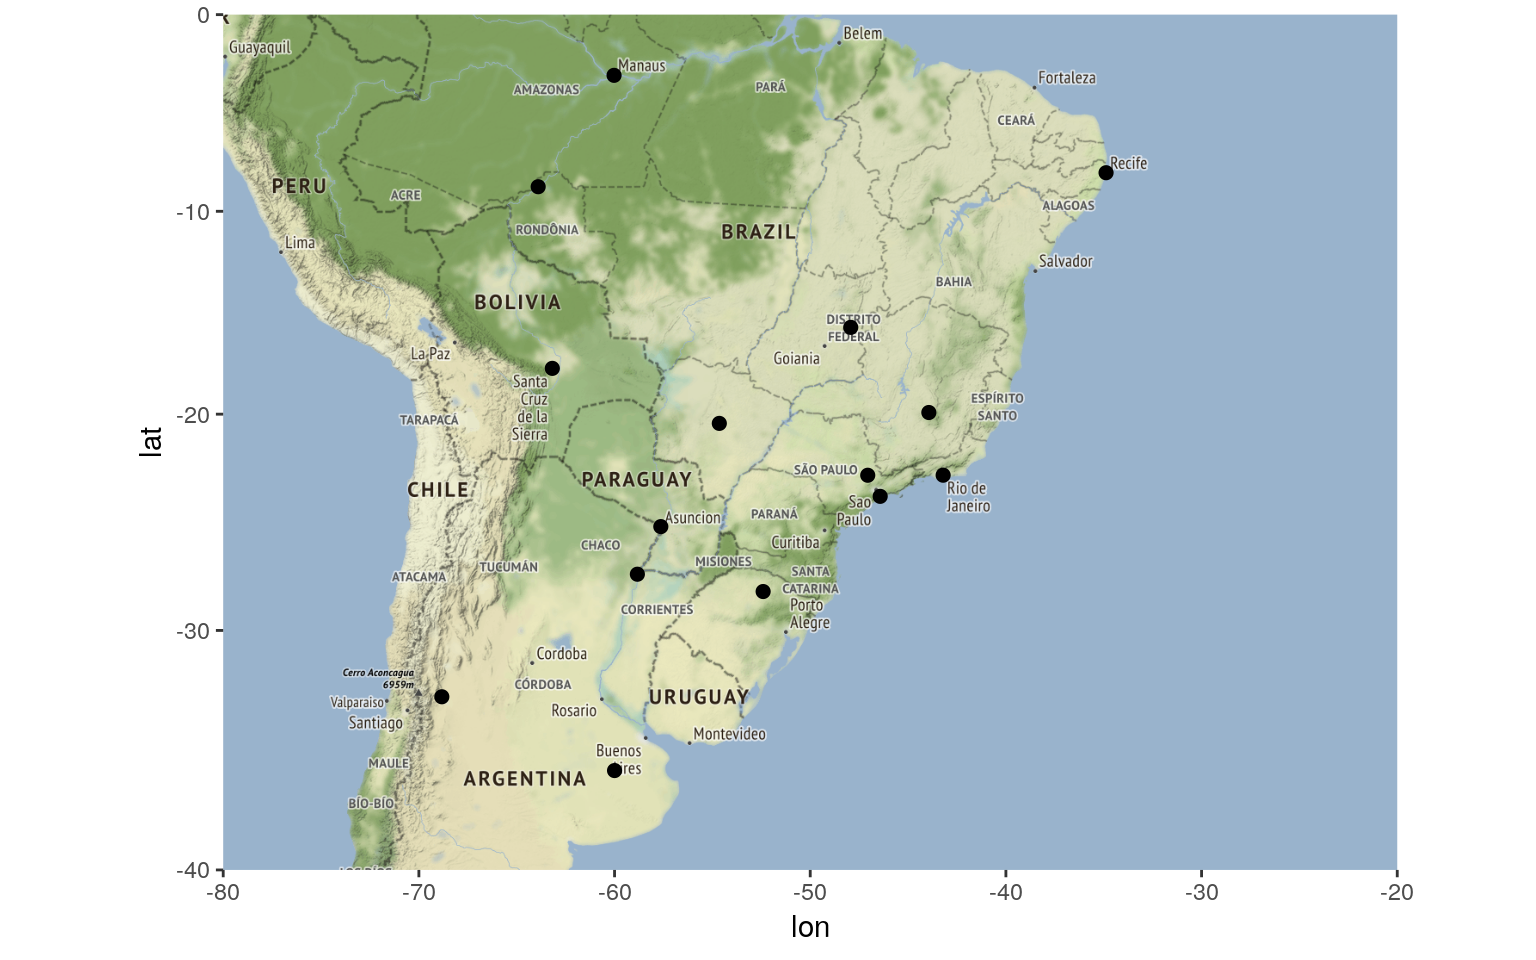 0
-10
-20
-30
-40
lat
Guayaquil
Belem
Manaus
AMAZONAS
PARÁ
Fortaleza
CEARÁ
Recife
PERU
ACRE
ALAGOAS
RONDÔNIA
BRAZIL
Lima
Salvador
BAHIA
BOLIVIA
DISTRITO
FEDERAL
La Paz
Goiania
Santa
Cruz
de la
Sierra
ESPÍRITO
SANTO
TARAPACÁ
SÃO PAULO
PARAGUAY
CHILE
Rio de
Janeiro
Sao
Paulo
Asuncion
PARANÁ
Curitiba
CHACO
MISIONES
TUCUMÁN
ATACAMA
SANTA
CATARINA
CORRIENTES
Porto
Alegre
Cordoba
Cerro Aconcagua
6959m
CÓRDOBA
URUGUAY
Valparaiso
Rosario
Santiago
Montevideo
Buenos
ires
MAULE
ARGENTINA
BÍO-BÍO
-80 -70 -60 -50 -40 -30 -20
lon